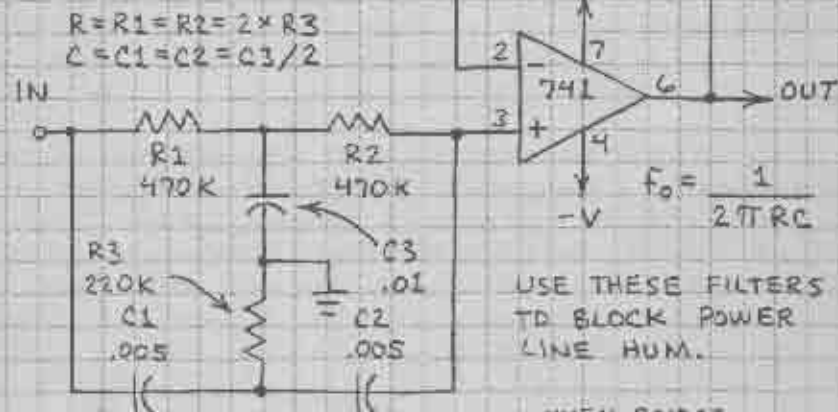 R = R1 = R2 = 2 × R3
C = C1 = C2 = C3/2
IN
R1
470K
R2
470K
2
-
7
741
3
+
4
6
OUT
-V
f₀ = 1 / 2 π RC
R3
220K
C3
.01
C1
.005
C2
.005
USE THESE FILTERS
TO BLOCK POWER
LINE HUM.